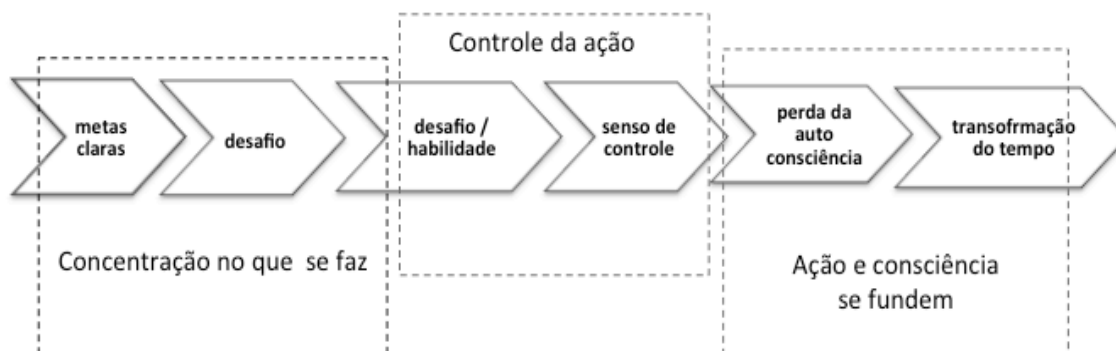 Controle da ação
metas
claras
desafio
desafio /
habilidade
senso de
controle
perda da
auto
consciência
transofrmação
do tempo
Concentração no que se faz
Ação e consciência
se fundem